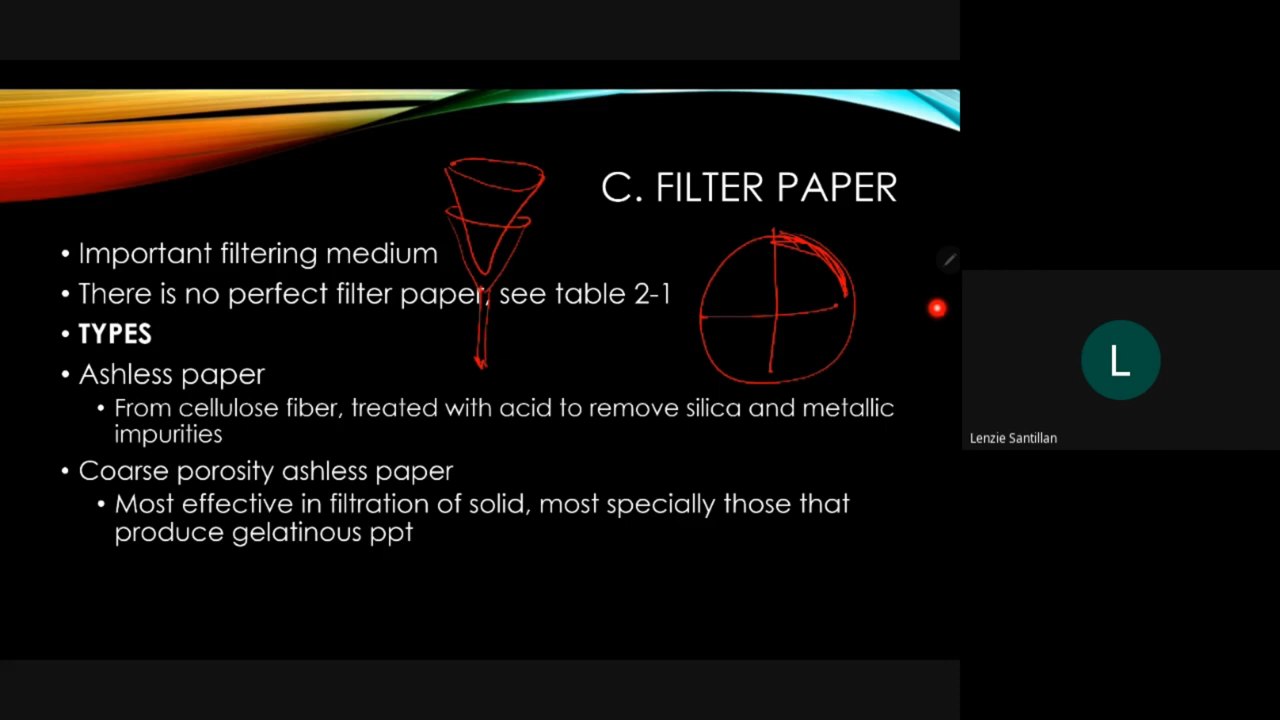 C. FILTER PAPER
• Important filtering medium
• There is no perfect filter paper, see table 2-1
• TYPES
• Ashless paper
• From cellulose fiber, treated with acid to remove silica and metallic
impurities
• Coarse porosity ashless paper
• Most effective in filtration of solid, most specially those that
produce gelatinous ppt
L
Lenzie Santillan